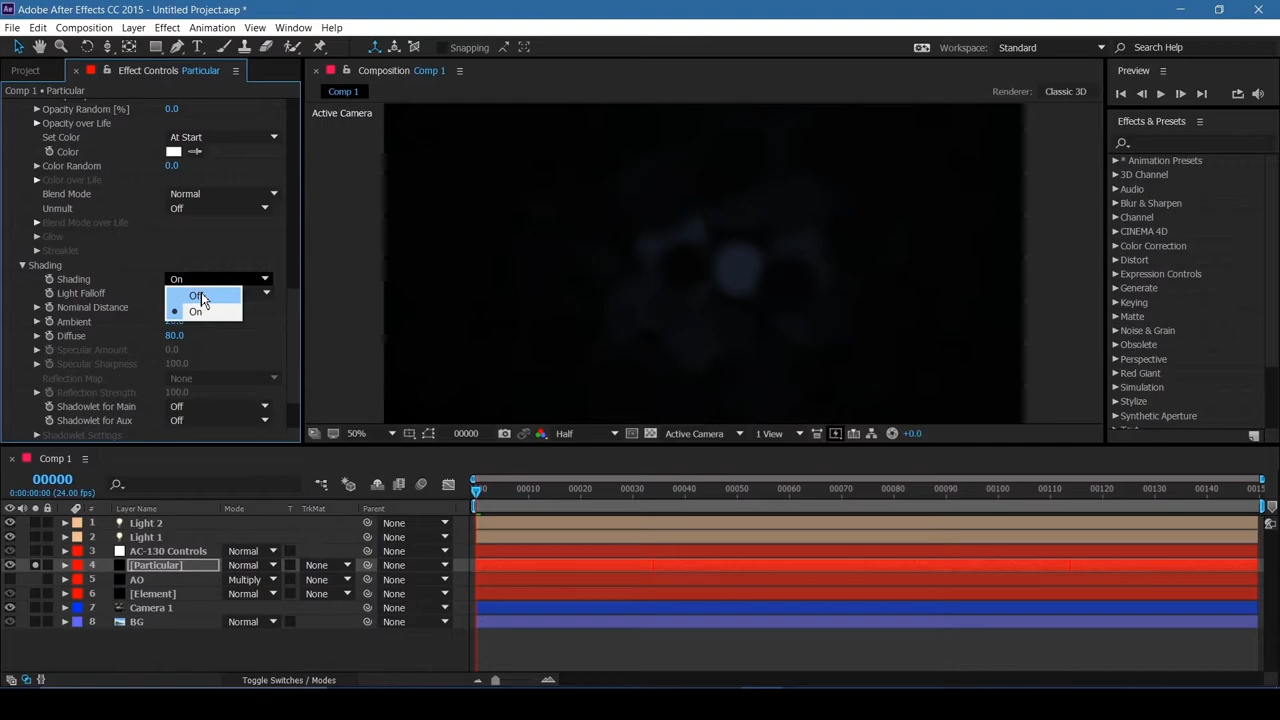 Adobe After Effects CC 2015 - Untitled Project.aep *
File Edit Composition Layer Effect Animation View Window Help
Snapping Workspace: Standard Search Help
Project Effect Controls Particular
Composition Comp 1
Preview
Comp 1 • Particular
Comp 1
Renderer: Classic 3D
Active Camera
Opacity Random [%] 0.0
Opacity over Life
Set Color At Start
Color
Color Random 0.0
Color over Life
Blend Mode Normal
Unmult Off
Blend Mode over Life
Glow
Streaklet
Shading
Shading On
Light Falloff
Off
Nominal Distance
On
Ambient
Diffuse 80.0
Specular Amount 0.0
Specular Sharpness 100.0
Reflection Map None
Reflection Strength 100.0
Shadowlet for Main Off
Shadowlet for Aux Off
Shadowlet Settings
Effects & Presets
* Animation Presets
3D Channel
Audio
Blur & Sharpen
Channel
CINEMA 4D
Color Correction
Distort
Expression Controls
Generate
Keying
Matte
Noise & Grain
Obsolete
Perspective
Red Giant
Simulation
Stylize
Synthetic Aperture
50% 00000 Half Active Camera 1 View +0.0
Comp 1
00000
0:00:00:00 (24.00 fps)
00010 00020 00030 00040 00050 00060 00070 00080 00090 00100 00110 00120 00130 00140
# Layer Name Mode T TrkMat Parent
1 Light 2 None
2 Light 1 None
3 AC-130 Controls Normal None
4 [Particular] Normal None None
5 AO Multiply None None
6 [Element] Normal None None
7 Camera 1 None
8 BG Normal None None
Toggle Switches / Modes